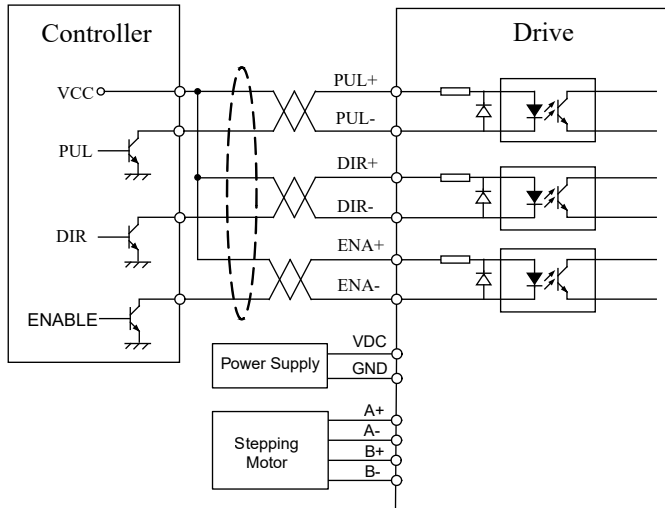 Controller
Drive
VCC
PUL+
PUL-
PUL
DIR+
DIR-
DIR
ENA+
ENA-
ENABLE
Power Supply
VDC
GND
Stepping
Motor
A+
A-
B+
B-